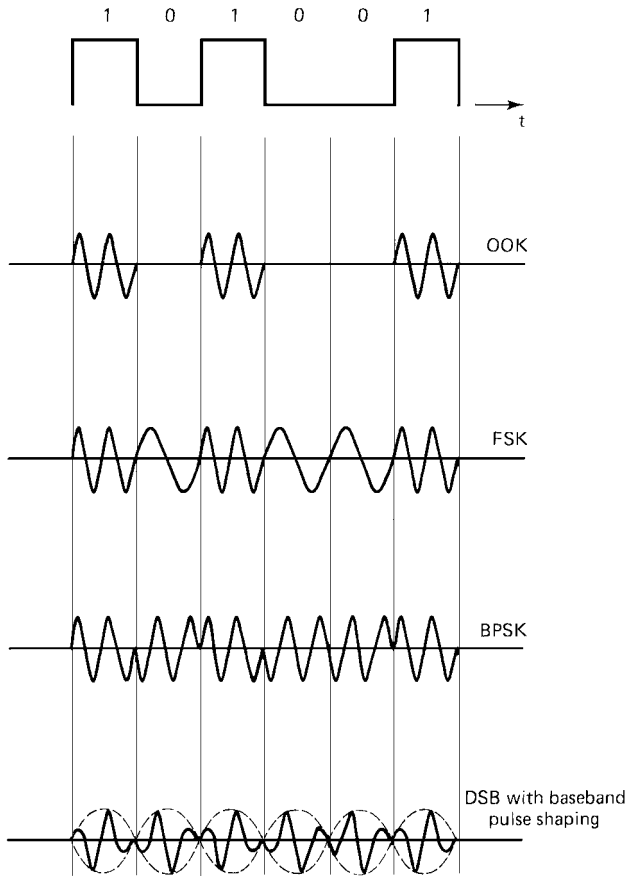 1 0 1 0 0 1
t
OOK
FSK
BPSK
DSB with baseband
pulse shaping